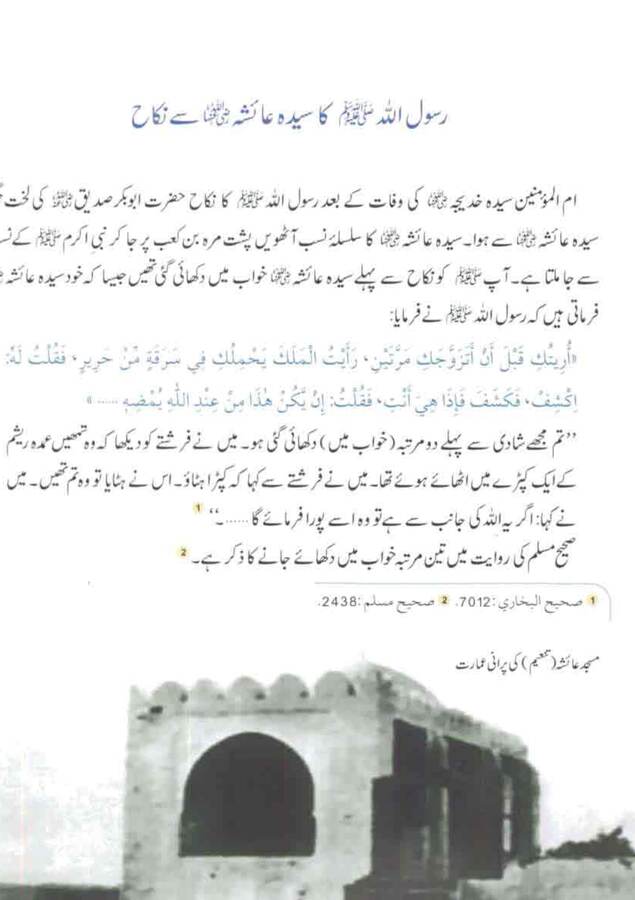 رسول اللہ ﷺ کا سیدہ عائشہ رضی اللہ عنہا سے نکاح
ام المؤمنین سیدہ خدیجہ رضی اللہ عنہا کی وفات کے بعد رسول اللہ ﷺ کا نکاح حضرت ابوبکر صدیق رضی اللہ عنہ کی لخت
سیدہ عائشہ رضی اللہ عنہا سے ہوا۔ سیدہ عائشہ رضی اللہ عنہا کا سلسلۂ نسب آٹھویں پشت مرہ بن کعب پر جا کر نبیِ اکرم ﷺ کے
سے جا ملتا ہے۔ آپ ﷺ کو نکاح سے پہلے سیدہ عائشہ رضی اللہ عنہا خواب میں دکھائی گئی تھیں جیسا کہ خود سیدہ عائشہ
فرماتی ہیں کہ رسول اللہ ﷺ نے فرمایا:
«أُرِيتُكِ قَبْلَ أَنْ أَتَزَوَّجَكِ مَرَّتَيْنِ، رَأَيْتُ الْمَلَكَ يَحْمِلُكِ فِي سَرَقَةٍ مِّنْ حَرِيرٍ، فَقُلْتُ لَهُ:
اِكْشِفْ، فَكَشَفَ فَإِذَا هِيَ أَنْتِ، فَقُلْتُ: إِنْ يَّكُنْ هٰذَا مِنْ عِنْدِ اللّٰهِ يُمْضِهِ ......»
’’تم مجھے شادی سے پہلے دو مرتبہ (خواب میں) دکھائی گئی ہو۔ میں نے فرشتے کو دیکھا کہ وہ تمھیں عمدہ ریشم
کے ایک کپڑے میں اٹھائے ہوئے تھا۔ میں نے فرشتے سے کہا کہ کپڑا ہٹاؤ۔ اس نے ہٹایا تو وہ تم تھیں۔ میں
نے کہا: اگر یہ اللہ کی جانب سے ہے تو وہ اسے پورا فرمائے گا ......۔‘‘ 1
صحیح مسلم کی روایت میں تین مرتبہ خواب میں دکھائے جانے کا ذکر ہے۔ 2
1 صحيح البخاري: 7012. 2 صحيح مسلم: 2438.
مسجد عائشہ (تنعیم) کی پرانی عمارت